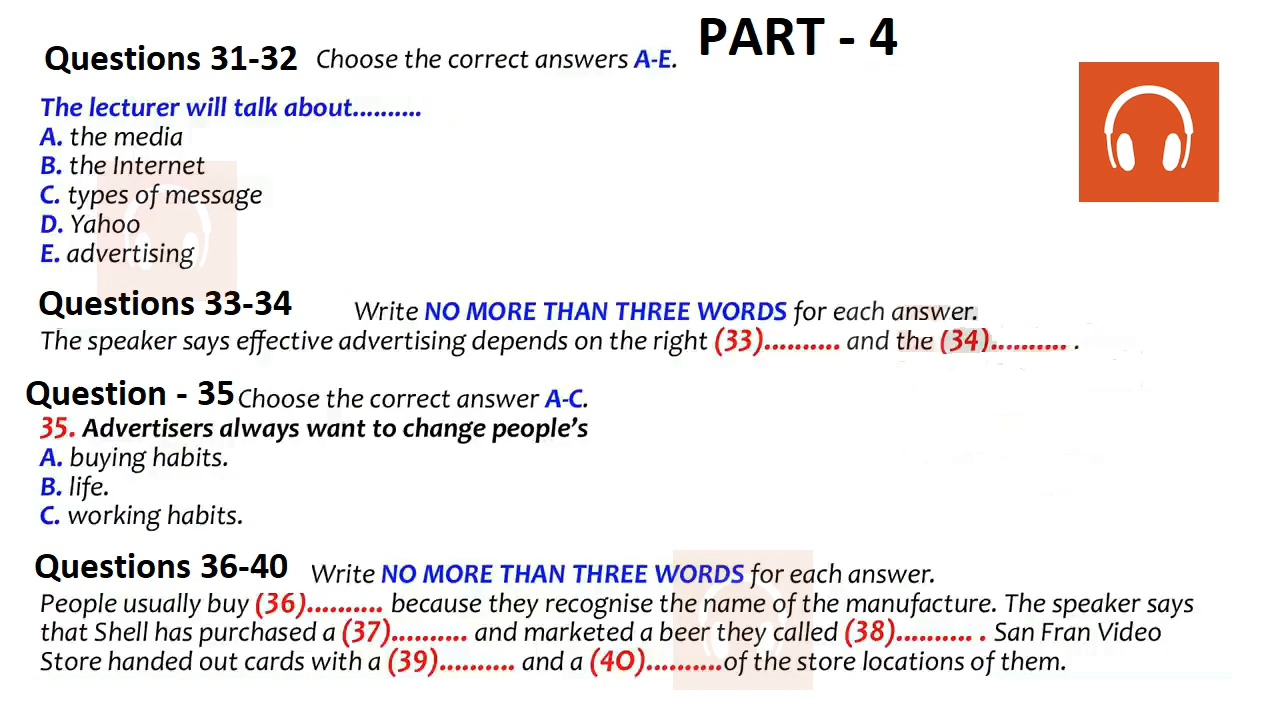 PART - 4
Questions 31-32 Choose the correct answers A-E.
The lecturer will talk about..........
A. the media
B. the Internet
C. types of message
D. Yahoo
E. advertising
Questions 33-34 Write NO MORE THAN THREE WORDS for each answer.
The speaker says effective advertising depends on the right (33).......... and the (34).......... .
Question - 35 Choose the correct answer A-C.
35. Advertisers always want to change people’s
A. buying habits.
B. life.
C. working habits.
Questions 36-40 Write NO MORE THAN THREE WORDS for each answer.
People usually buy (36).......... because they recognise the name of the manufacture. The speaker says
that Shell has purchased a (37).......... and marketed a beer they called (38).......... . San Fran Video
Store handed out cards with a (39).......... and a (40)..........of the store locations of them.